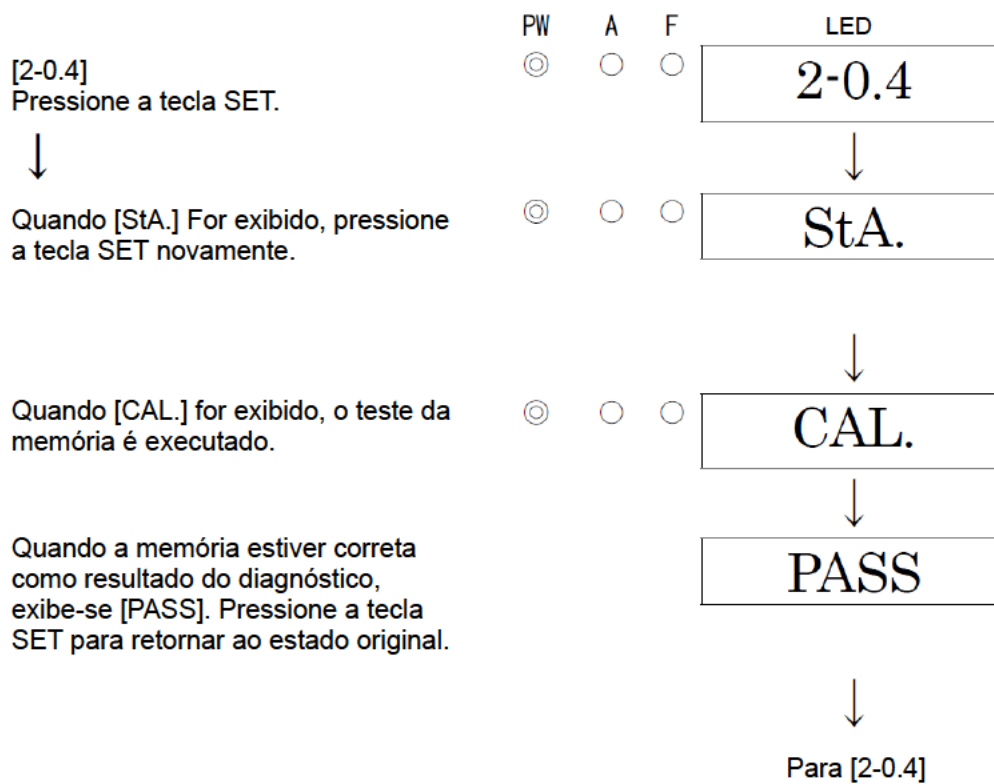 PW A F LED
[2-0.4]
Pressione a tecla SET.
2-0.4
Quando [StA.] For exibido, pressione
a tecla SET novamente.
StA.
Quando [CAL.] for exibido, o teste da
memória é executado.
CAL.
Quando a memória estiver correta
como resultado do diagnóstico,
exibe-se [PASS]. Pressione a tecla
SET para retornar ao estado original.
PASS
Para [2-0.4]